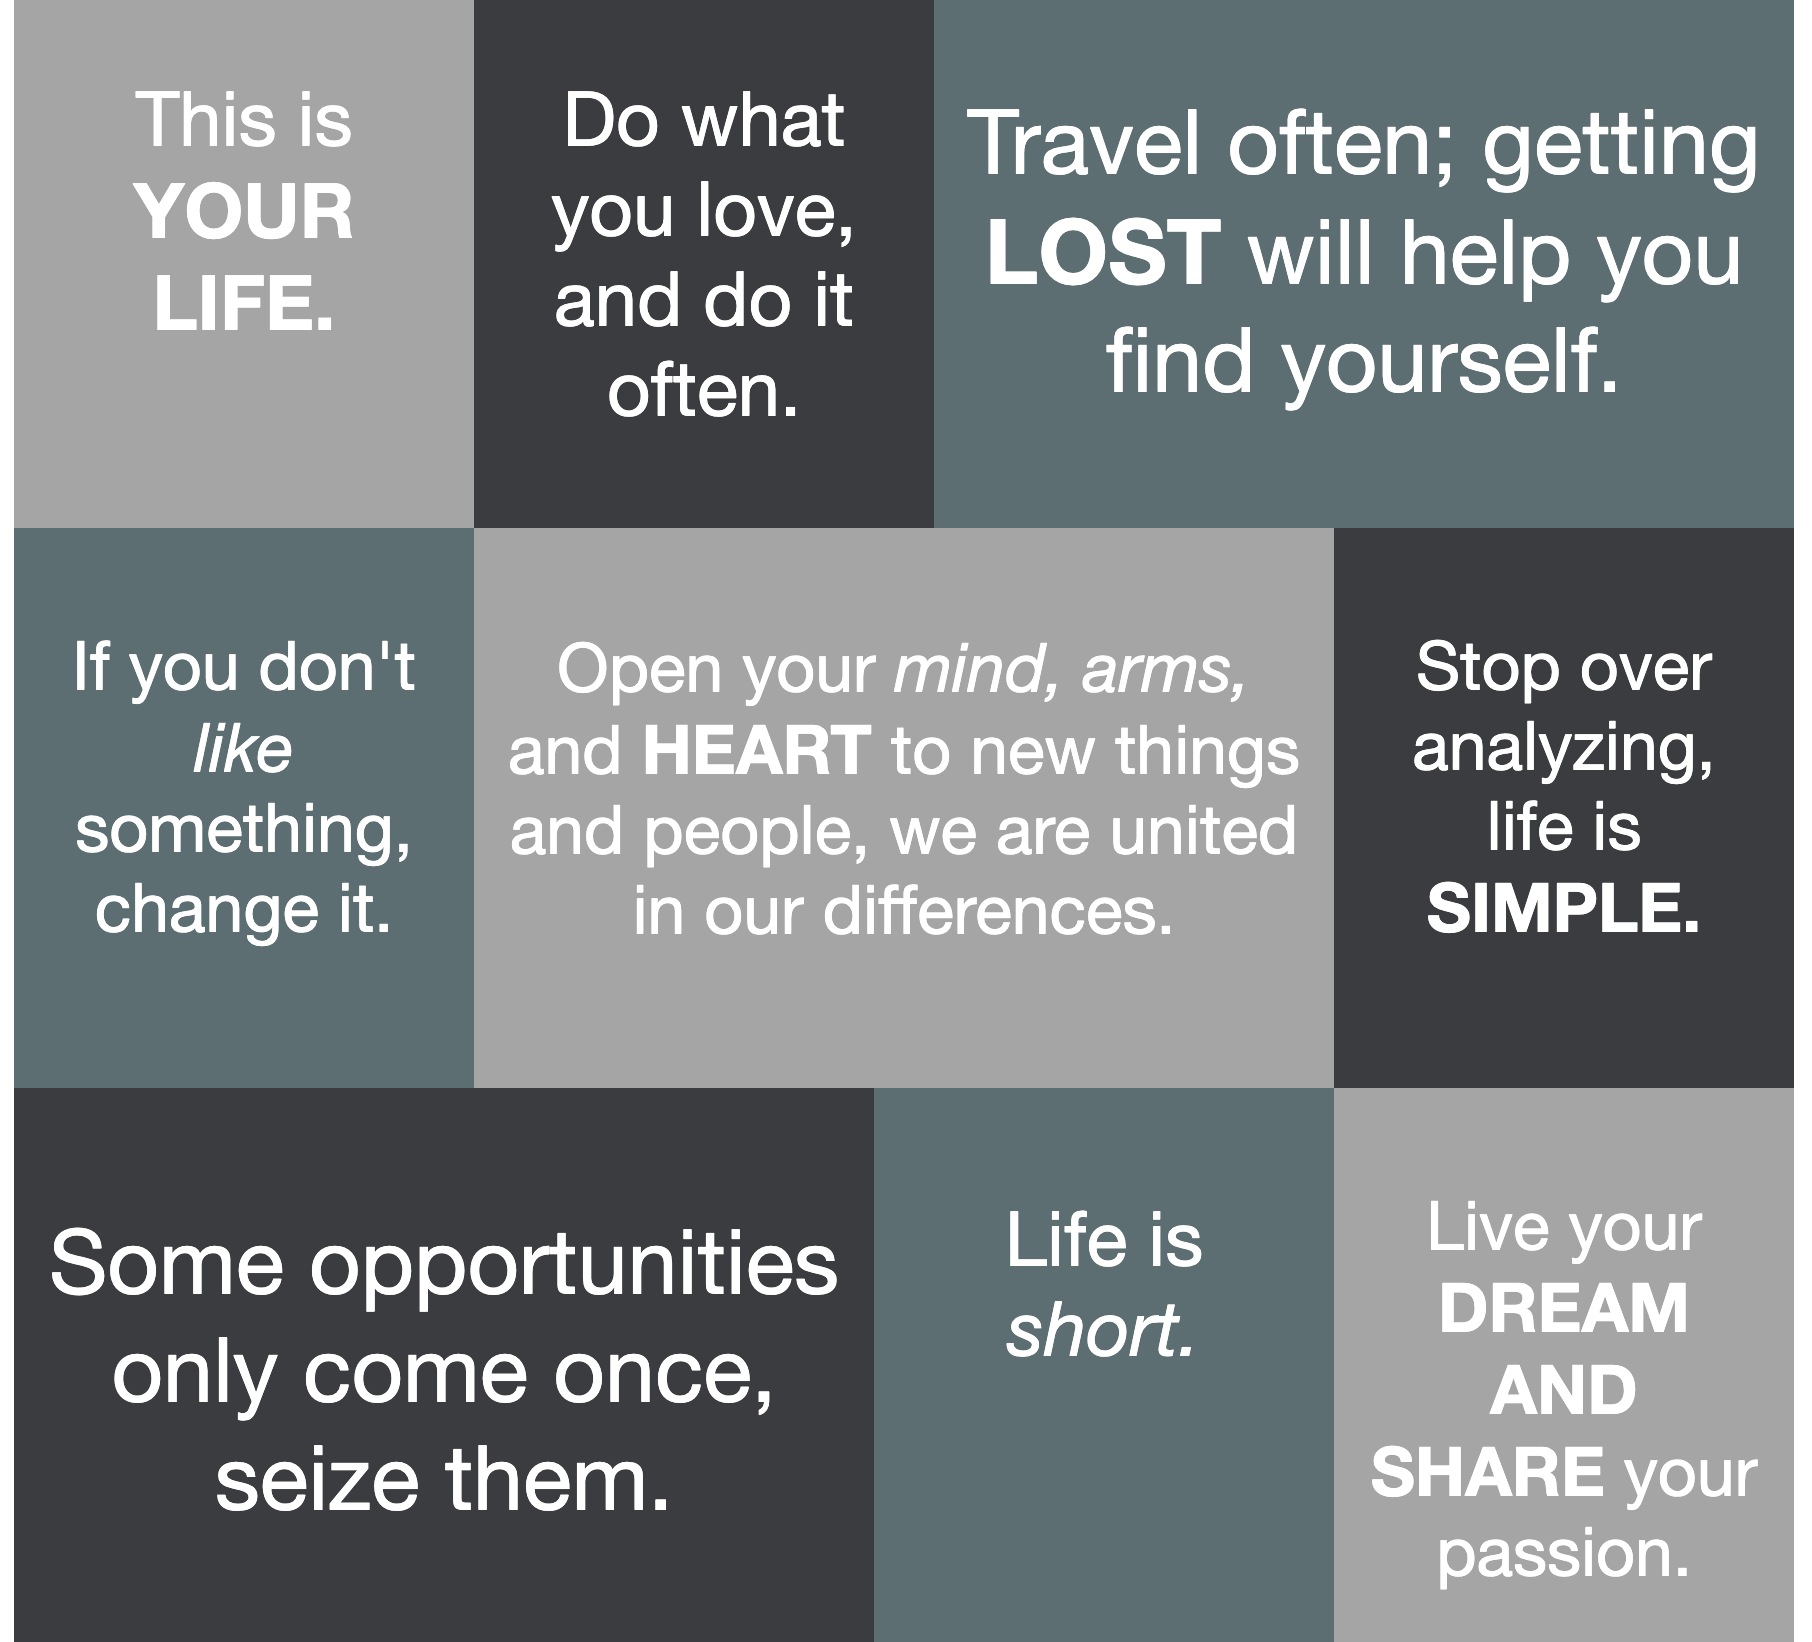 This is
YOUR
LIFE.
Do what
you love,
and do it
often.
Travel often; getting
LOST will help you
find yourself.
If you don't
like
something,
change it.
Open your mind, arms,
and HEART to new things
and people, we are united
in our differences.
Stop over
analyzing,
life is
SIMPLE.
Some opportunities
only come once,
seize them.
Life is
short.
Live your
DREAM
AND
SHARE your
passion.